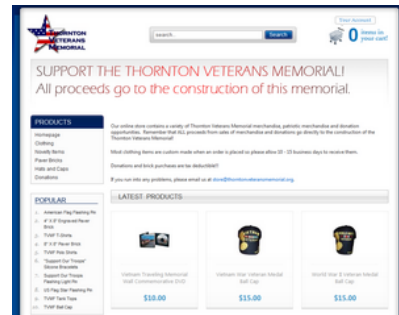 THORNTON
VETERANS
MEMORIAL
search..
Search
Your Account
0 items in
your cart!
SUPPORT THE THORNTON VETERANS MEMORIAL!
All proceeds go to the construction of this memorial.
PRODUCTS
Homepage
Clothing
Novelty Items
Paver Bricks
Hats and Caps
Donations
Our online store contains a variety of Thornton Veterans Memorial merchandise, patriotic merchandise and donation
opportunities. Remember that ALL proceeds from sales of merchandise and donations go directly to the construction of the
Thornton Veterans Memorial!
Most clothing items are custom made when an order is placed so please allow 10 - 15 business days to receive them.
Donations and brick purchases are tax deductible!!
If you run into any problems, please email us at store@thorntonveteransmemorial.org.
POPULAR
American Flag Flashing Pin
4" X 8" Engraved Paver
Brick
TVMF T-Shirts
8" X 8" Paver Brick
TVMF Polo Shirts
"Support Our Troops"
Silicone Bracelets
Support Our Troops
Flashing Light Pin
US Flag Star Flashing Pin
TVMF Tank Tops
TVMF Ball Cap
LATEST PRODUCTS
Vietnam Traveling Memorial
Wall Commemorative DVD
$10.00
Vietnam War Veteran Medal
Ball Cap
$15.00
World War II Veteran Medal
Ball Cap
$15.00